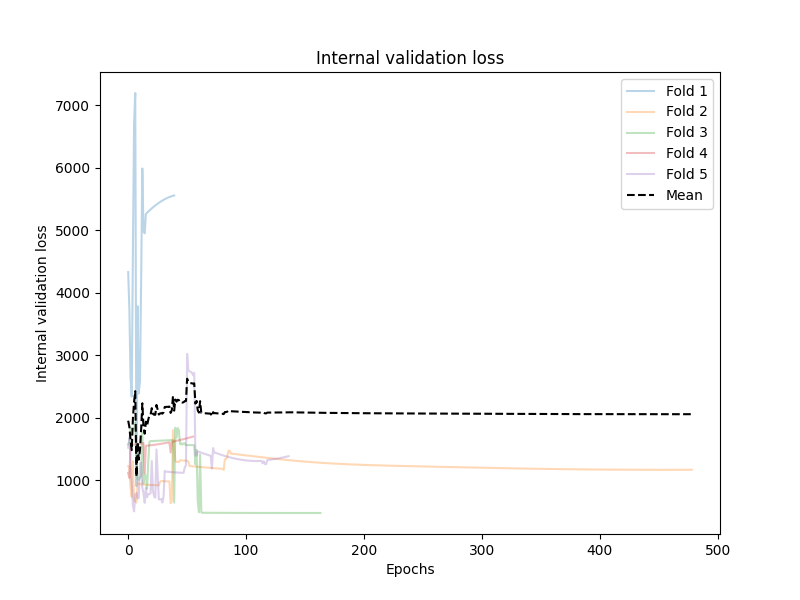 Internal validation loss
Fold 1
Fold 2
Fold 3
Fold 4
Fold 5
Mean
Internal validation loss
7000
6000
5000
4000
3000
2000
1000
0
100
200
300
400
500
Epochs